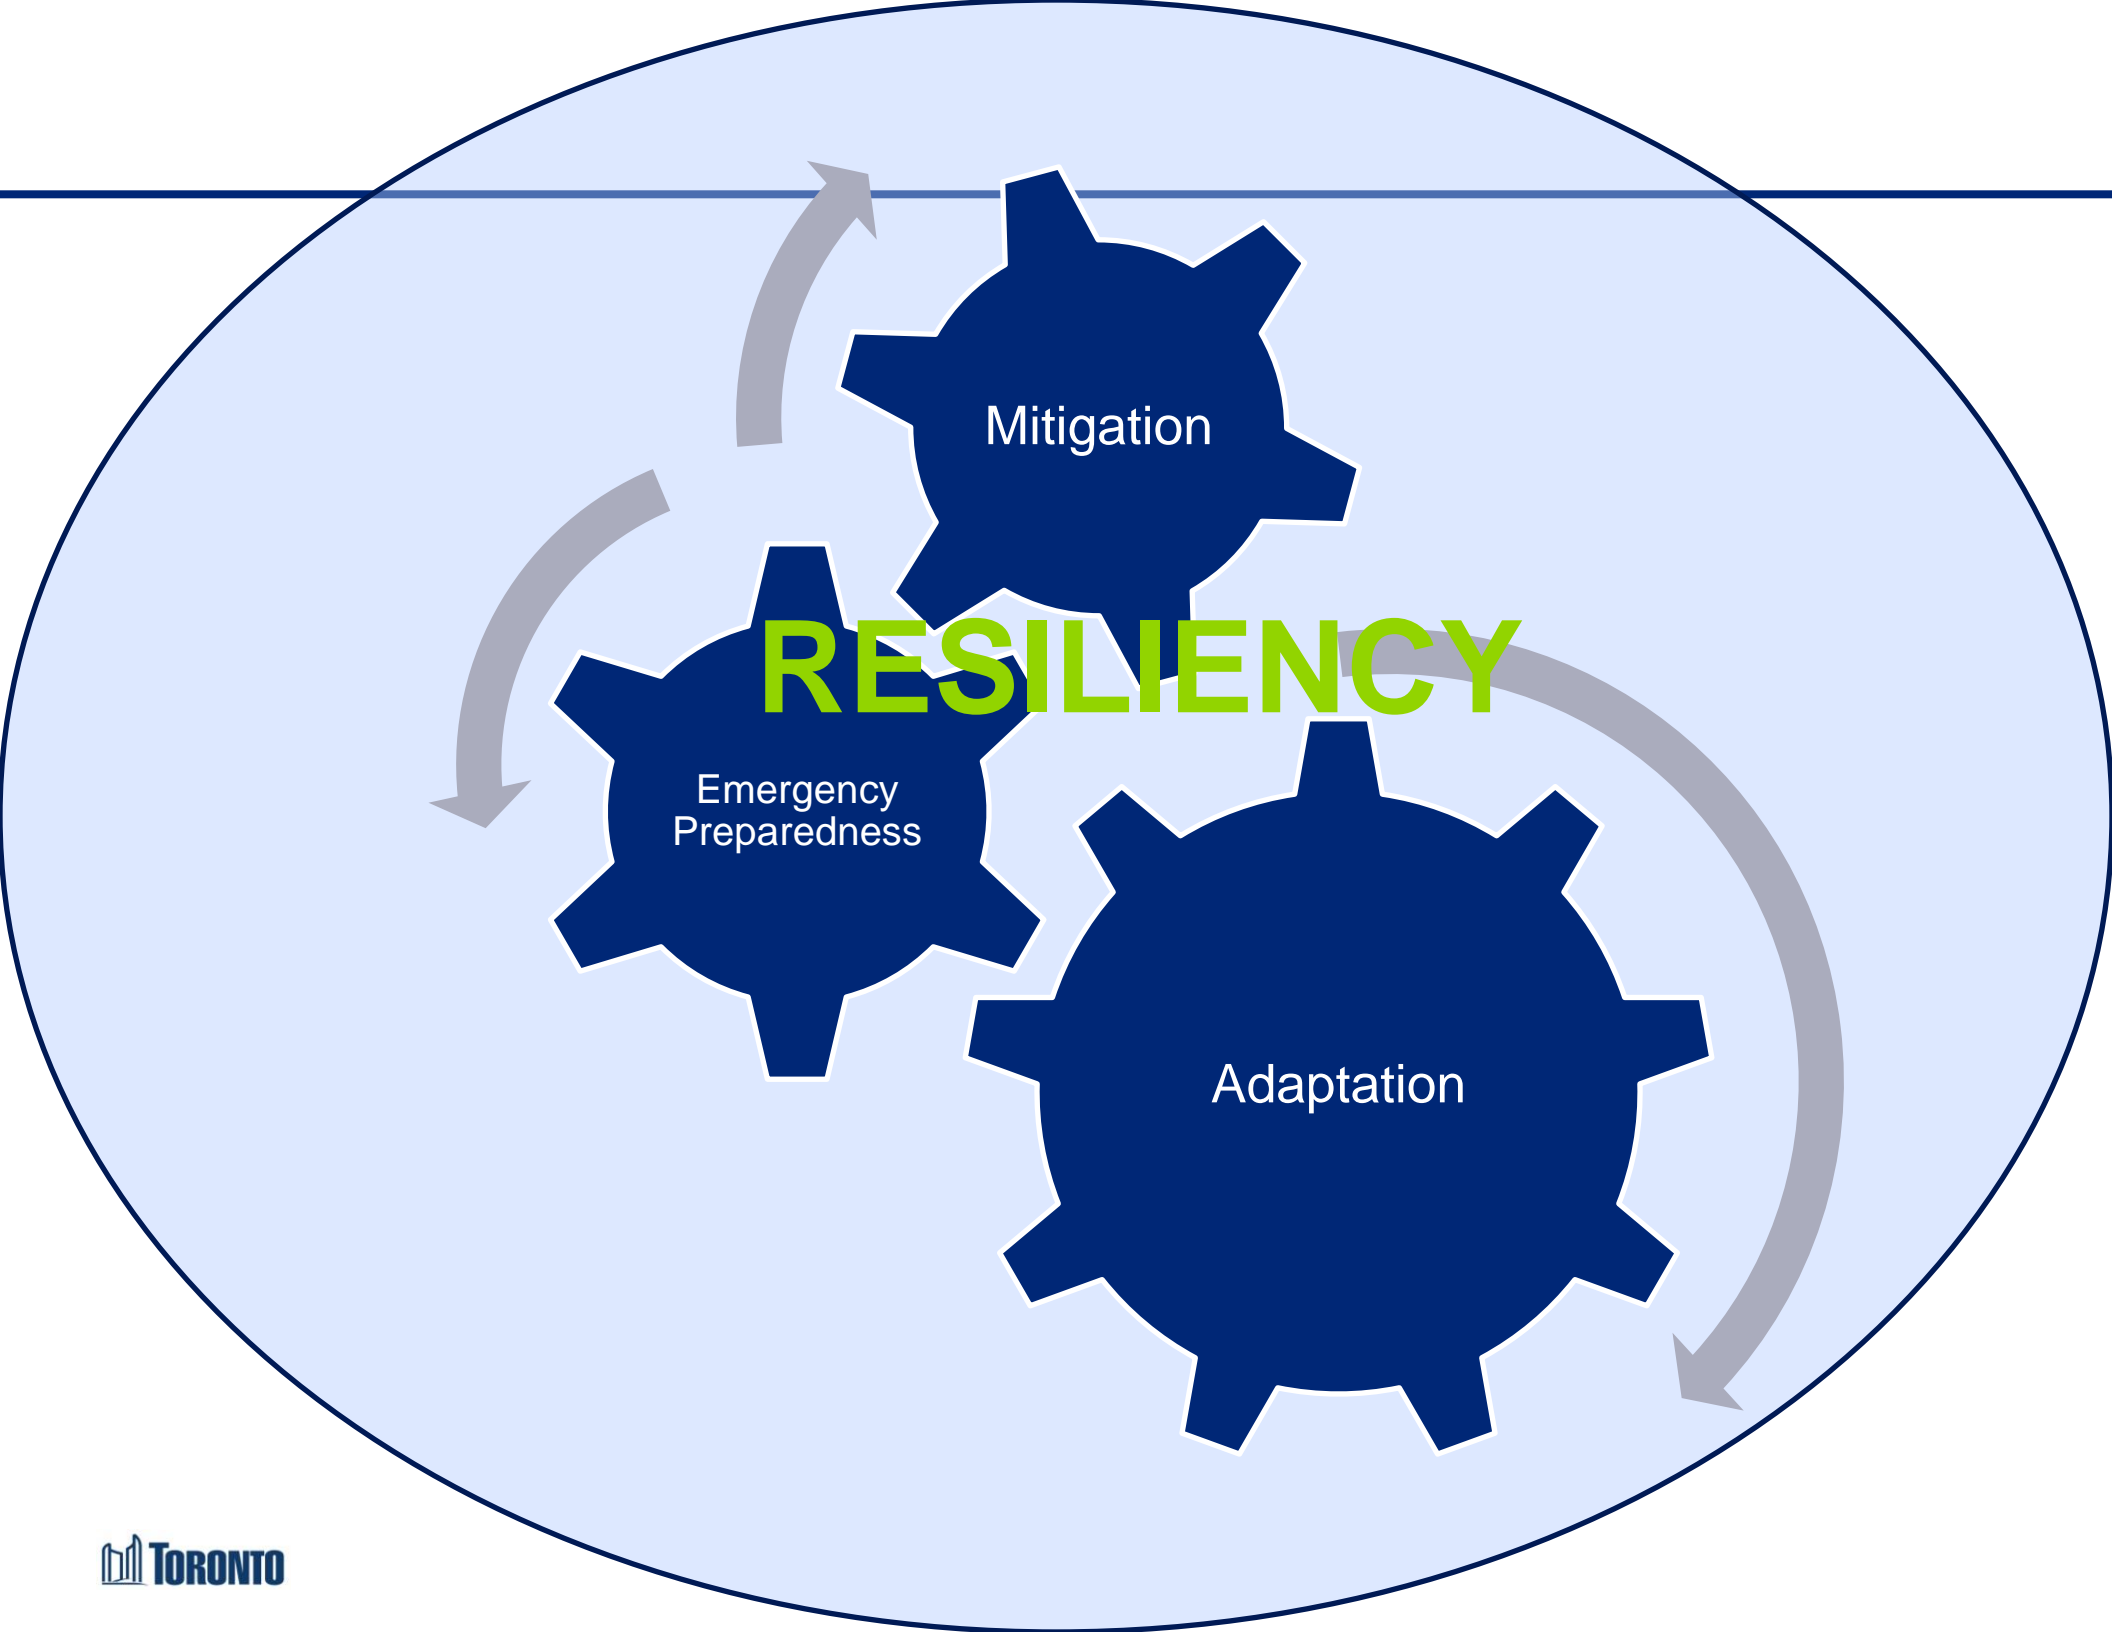 Mitigation
RESILIENCY
Emergency
Preparedness
Adaptation
TORONTO